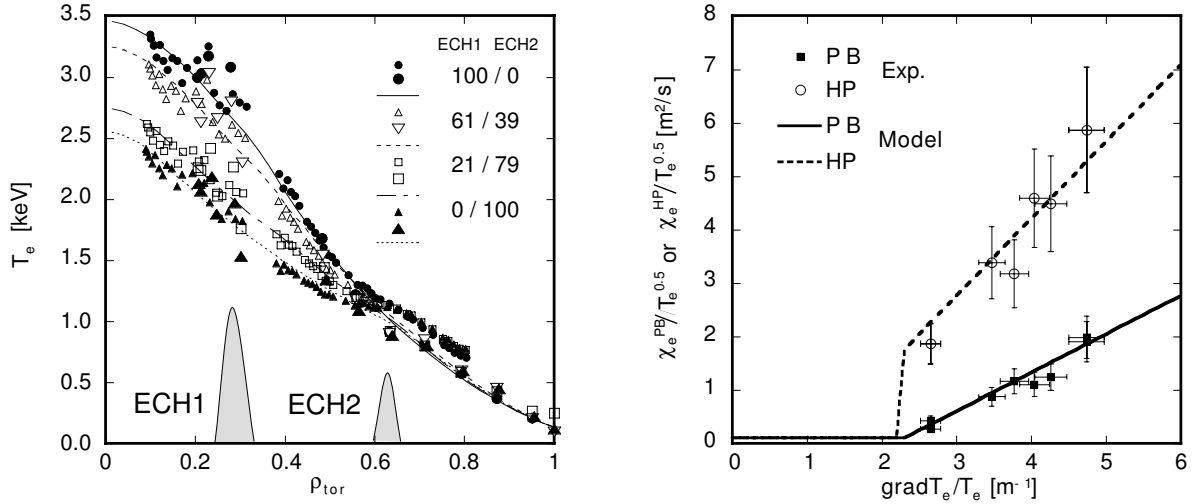 3.5
3.0
2.5
2.0
1.5
1.0
0.5
0.0
T_e [keV]
0
0.2
0.4
0.6
0.8
1
ρ_tor
ECH1 ECH2
100 / 0
61 / 39
21 / 79
0 / 100
ECH1
ECH2
8
7
6
5
4
3
2
1
0
χ_e^PB/T_e^0.5 or χ_e^HP/T_e^0.5 [m²/s]
0
1
2
3
4
5
6
gradT_e/T_e [m⁻¹]
P B
Exp.
HP
P B
Model
HP